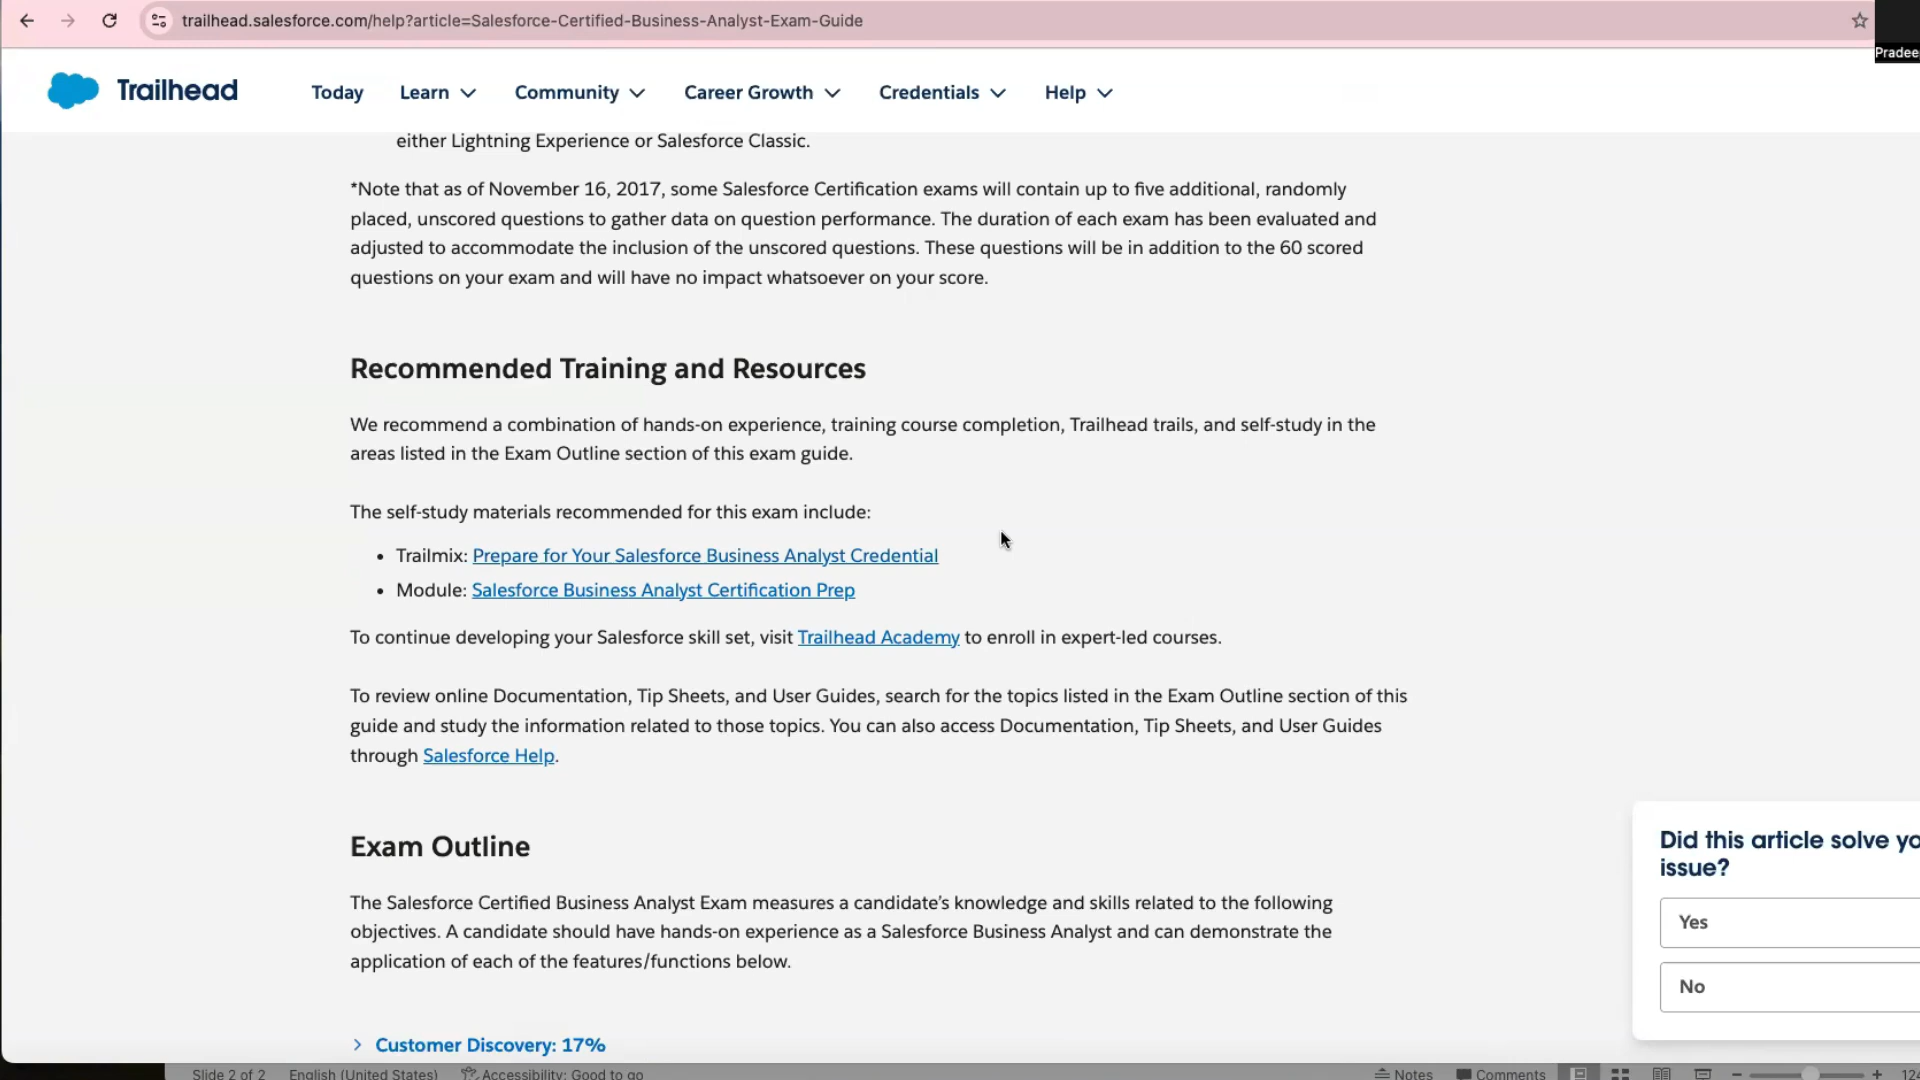 trailhead.salesforce.com/help?article=Salesforce-Certified-Business-Analyst-Exam-Guide
Pradee
Trailhead
Today
Learn
Community
Career Growth
Credentials
Help
either Lightning Experience or Salesforce Classic.
*Note that as of November 16, 2017, some Salesforce Certification exams will contain up to five additional, randomly
placed, unscored questions to gather data on question performance. The duration of each exam has been evaluated and
adjusted to accommodate the inclusion of the unscored questions. These questions will be in addition to the 60 scored
questions on your exam and will have no impact whatsoever on your score.
Recommended Training and Resources
We recommend a combination of hands-on experience, training course completion, Trailhead trails, and self-study in the
areas listed in the Exam Outline section of this exam guide.
The self-study materials recommended for this exam include:
• Trailmix: Prepare for Your Salesforce Business Analyst Credential
• Module: Salesforce Business Analyst Certification Prep
To continue developing your Salesforce skill set, visit Trailhead Academy to enroll in expert-led courses.
To review online Documentation, Tip Sheets, and User Guides, search for the topics listed in the Exam Outline section of this
guide and study the information related to those topics. You can also access Documentation, Tip Sheets, and User Guides
through Salesforce Help.
Exam Outline
The Salesforce Certified Business Analyst Exam measures a candidate's knowledge and skills related to the following
objectives. A candidate should have hands-on experience as a Salesforce Business Analyst and can demonstrate the
application of each of the features/functions below.
Customer Discovery: 17%
Did this article solve yo
issue?
Yes
No
Slide 2 of 2
English (United States)
Accessibility: Good to go
Notes
Comments
124